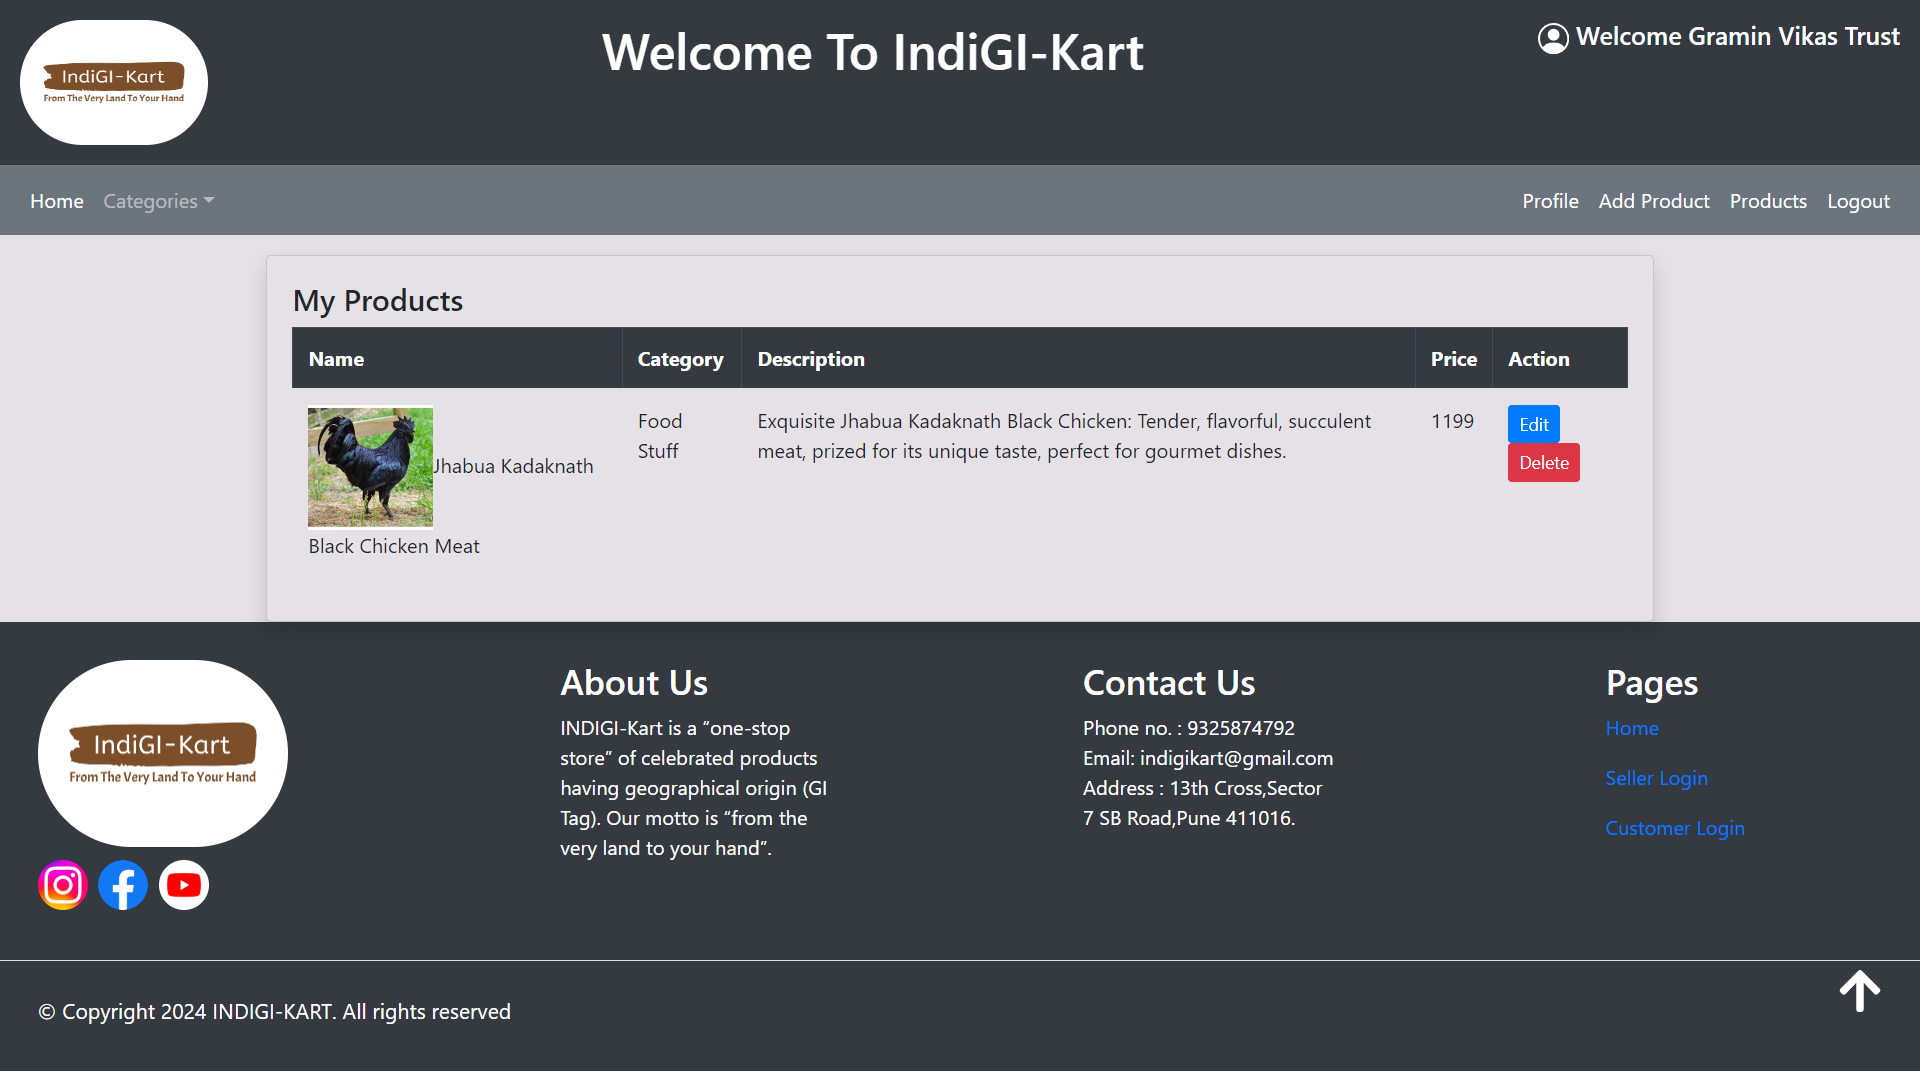 IndiGI-Kart
From The Very Land To Your Hand
Welcome To IndiGI-Kart
Welcome Gramin Vikas Trust
Home Categories
Profile Add Product Products Logout
My Products
Name Category Description Price Action
Jhabua Kadaknath
Black Chicken Meat
Food
Stuff
Exquisite Jhabua Kadaknath Black Chicken: Tender, flavorful, succulent
meat, prized for its unique taste, perfect for gourmet dishes.
1199
Edit
Delete
IndiGI-Kart
From The Very Land To Your Hand
About Us
INDIGI-Kart is a “one-stop
store” of celebrated products
having geographical origin (GI
Tag). Our motto is “from the
very land to your hand”.
Contact Us
Phone no. : 9325874792
Email: indigikart@gmail.com
Address : 13th Cross,Sector
7 SB Road,Pune 411016.
Pages
Home
Seller Login
Customer Login
© Copyright 2024 INDIGI-KART. All rights reserved